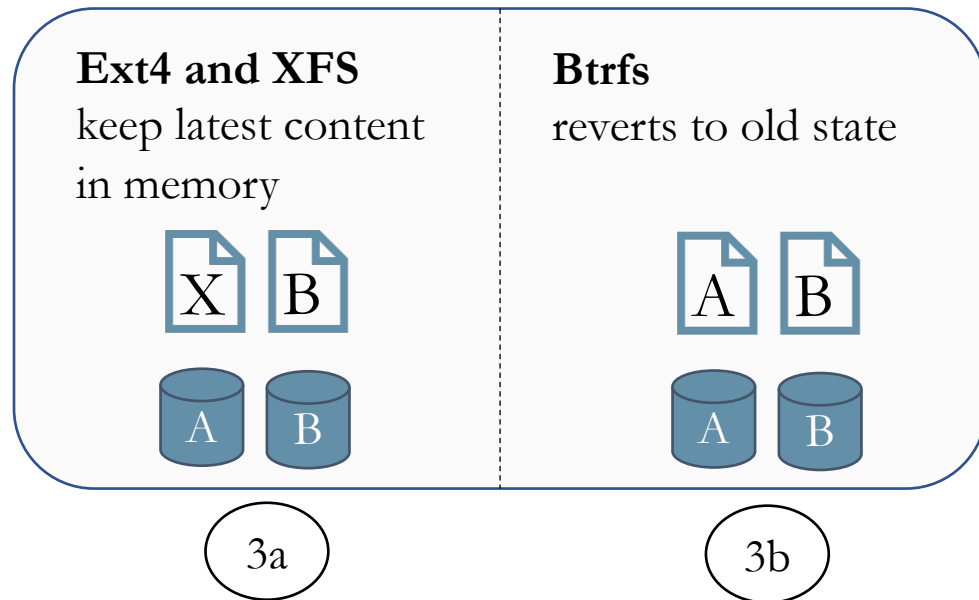 Ext4 and XFS
keep latest content
in memory
X B
A B
3a
Btrfs
reverts to old state
A B
A B
3b